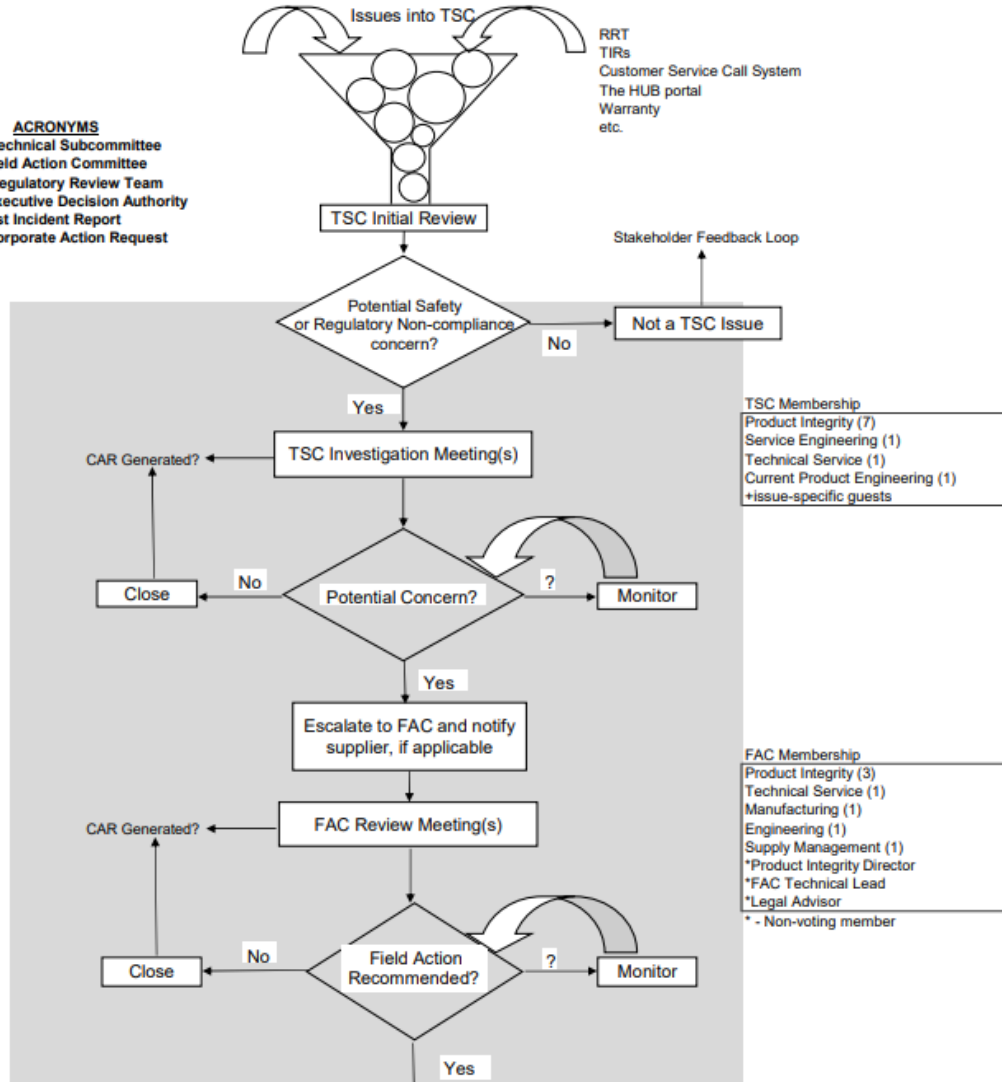 Issues into TSC
RRT
TIRs
Customer Service Call System
The HUB portal
Warranty
etc.
ACRONYMS
Subcommittee
Action Committee
Review Team
Decision Authority
Incident Report
Action Request
TSC Initial Review
Stakeholder Feedback Loop
Potential Safety
or Regulatory Non-compliance
concern?
Not a TSC Issue
No
Yes
TSC Membership
Product Integrity (7)
Service Engineering (1)
Technical Service (1)
Current Product Engineering (1)
+issue-specific guests
CAR Generated?
TSC Investigation Meeting(s)
No
?
Close
Potential Concern?
Monitor
Yes
Escalate to FAC and notify
supplier, if applicable
FAC Membership
Product Integrity (3)
Technical Service (1)
Manufacturing (1)
Engineering (1)
Supply Management (1)
*Product Integrity Director
*FAC Technical Lead
*Legal Advisor
* - Non-voting member
CAR Generated?
FAC Review Meeting(s)
No
?
Close
Field Action
Recommended?
Monitor
Yes